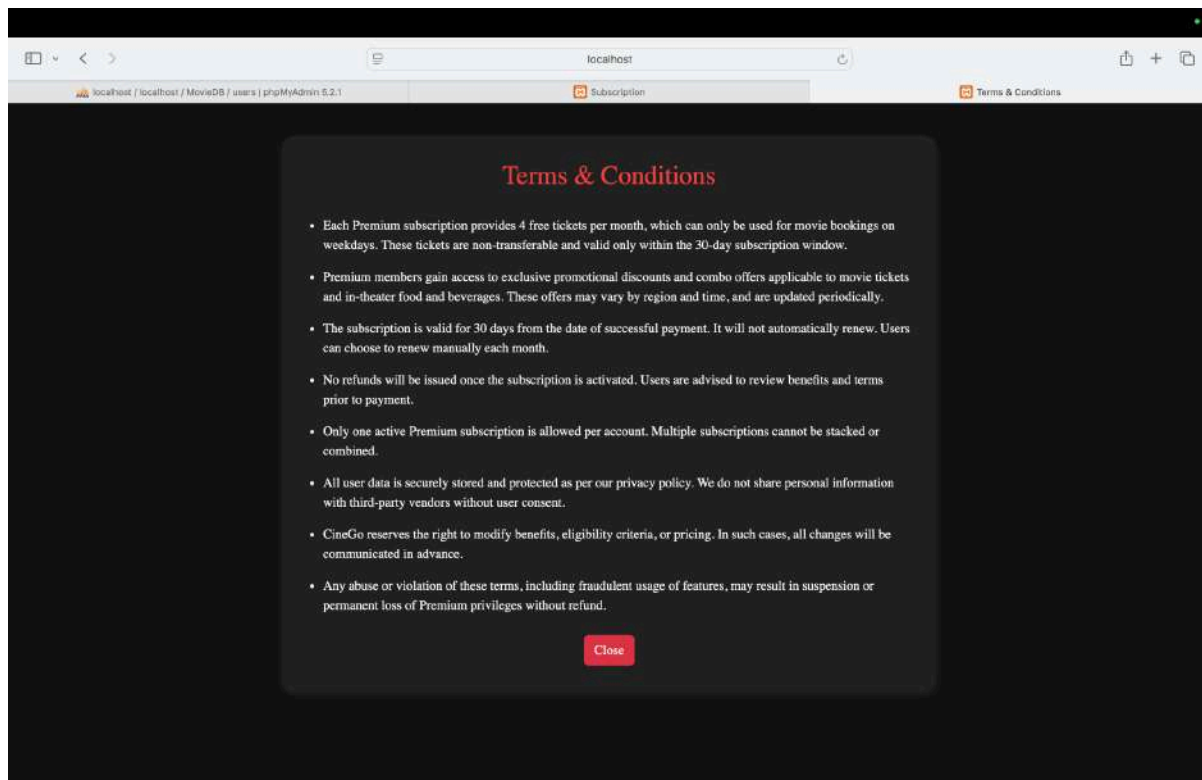 localhost
localhost / localhost / MovieDB / users | phpMyAdmin 5.2.1
Subscription
Terms & Conditions
Terms & Conditions
• Each Premium subscription provides 4 free tickets per month, which can only be used for movie bookings on
weekdays. These tickets are non-transferable and valid only within the 30-day subscription window.
• Premium members gain access to exclusive promotional discounts and combo offers applicable to movie tickets
and in-theater food and beverages. These offers may vary by region and time, and are updated periodically.
• The subscription is valid for 30 days from the date of successful payment. It will not automatically renew. Users
can choose to renew manually each month.
• No refunds will be issued once the subscription is activated. Users are advised to review benefits and terms
prior to payment.
• Only one active Premium subscription is allowed per account. Multiple subscriptions cannot be stacked or
combined.
• All user data is securely stored and protected as per our privacy policy. We do not share personal information
with third-party vendors without user consent.
• CineGo reserves the right to modify benefits, eligibility criteria, or pricing. In such cases, all changes will be
communicated in advance.
• Any abuse or violation of these terms, including fraudulent usage of features, may result in suspension or
permanent loss of Premium privileges without refund.
Close